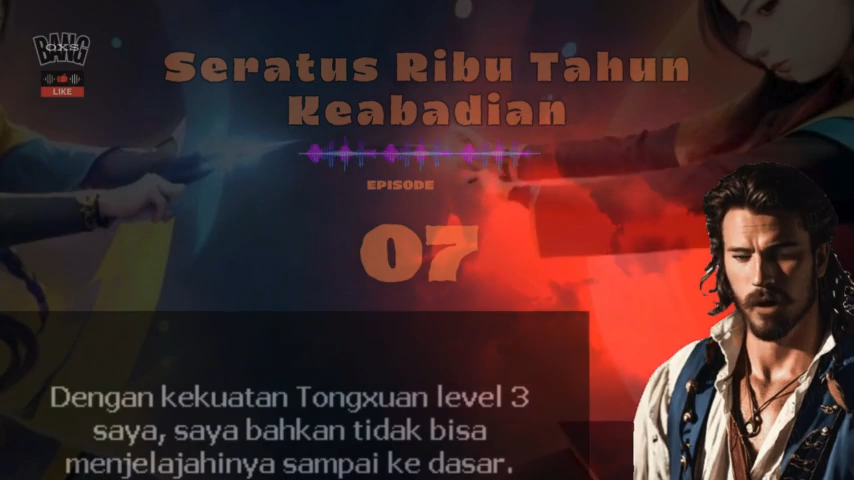 BANG
OXS
LIKE
Seratus Ribu Tahun
Keabadian
EPISODE
07
Dengan kekuatan Tongxuan level 3
saya, saya bahkan tidak bisa
menjelajahinya sampai ke dasar.